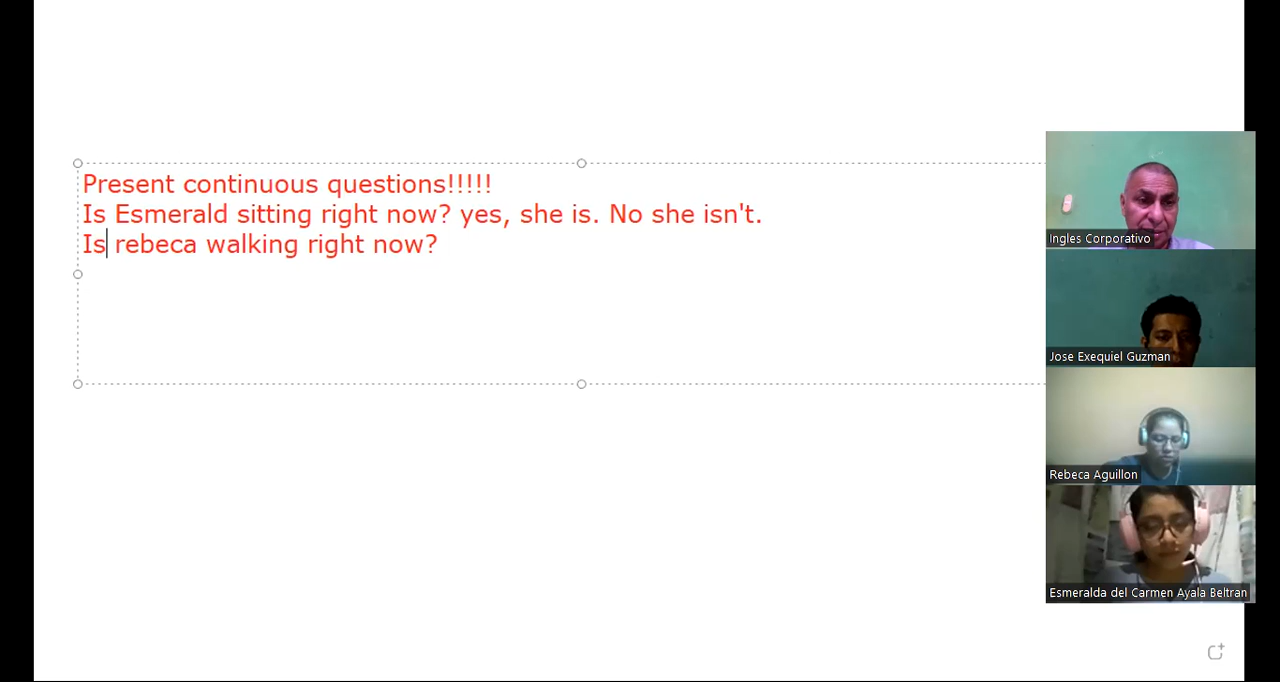 Present continuous questions!!!!!
Is Esmerald sitting right now? yes, she is. No she isn't.
Is rebeca walking right now?
Ingles Corporativo
Jose Exequiel Guzman
Rebeca Aguillon
Esmeralda del Carmen Ayala Beltran